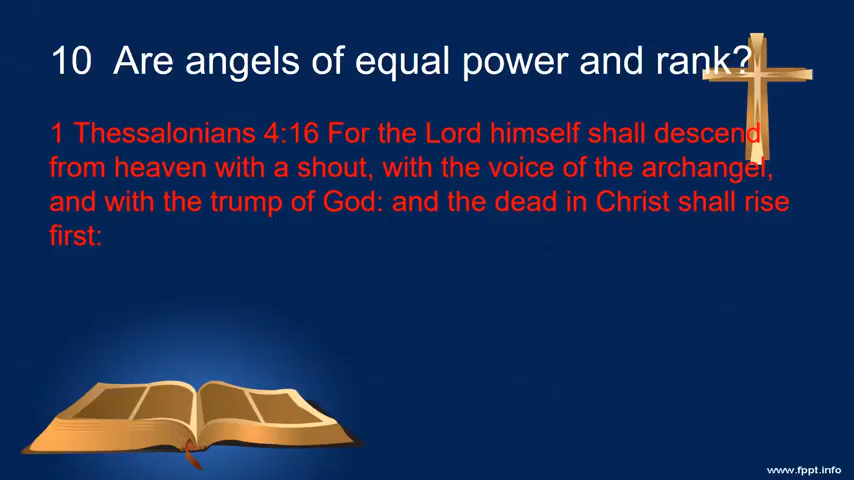 10 Are angels of equal power and rank?
1 Thessalonians 4:16 For the Lord himself shall descend
from heaven with a shout, with the voice of the archangel,
and with the trump of God: and the dead in Christ shall rise
first:
www.fppt.info